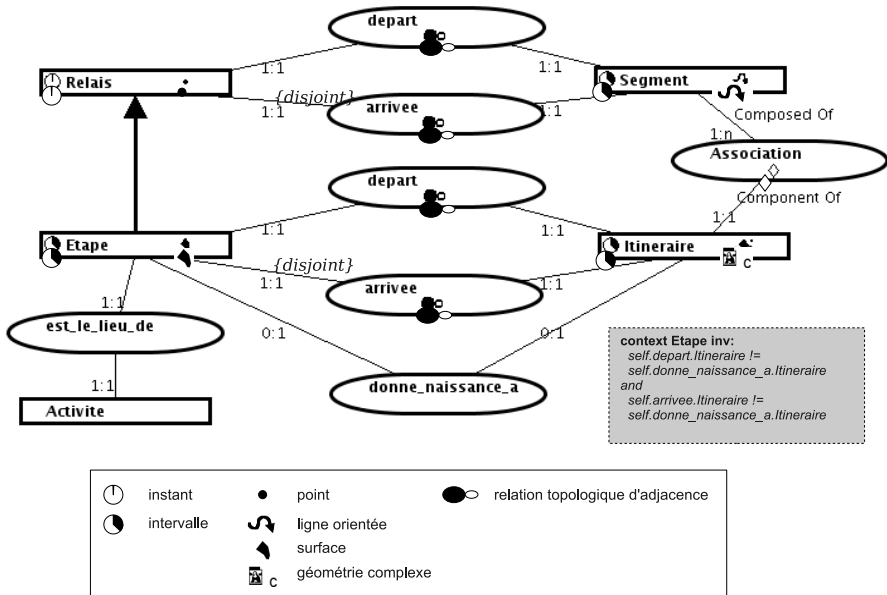 depart
1:1
1:1
Relais
Segment
{disjoint}
arrivee
1:1
1:1
Composed Of
1:n
Association
depart
Component Of
1:1
1:1
1:1
Etape
Itineraire
C
{disjoint}
1:1
arrivee
1:1
1:1
est_le_lieu_de
0:1
0:1
1:1
donne_naissance_a
Activite
context Etape inv:
self.depart.Itineraire !=
self.donne_naissance_a.Itineraire
and
self.arrivee.Itineraire !=
self.donne_naissance_a.Itineraire
instant
point
relation topologique d'adjacence
intervalle
ligne orientée
surface
C
géométrie complexe